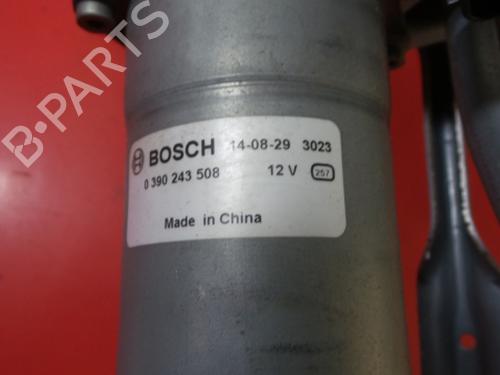 BOSCH 14-08-29 3023
0 390 243 508 12 V 257
Made in China
B-PARTS